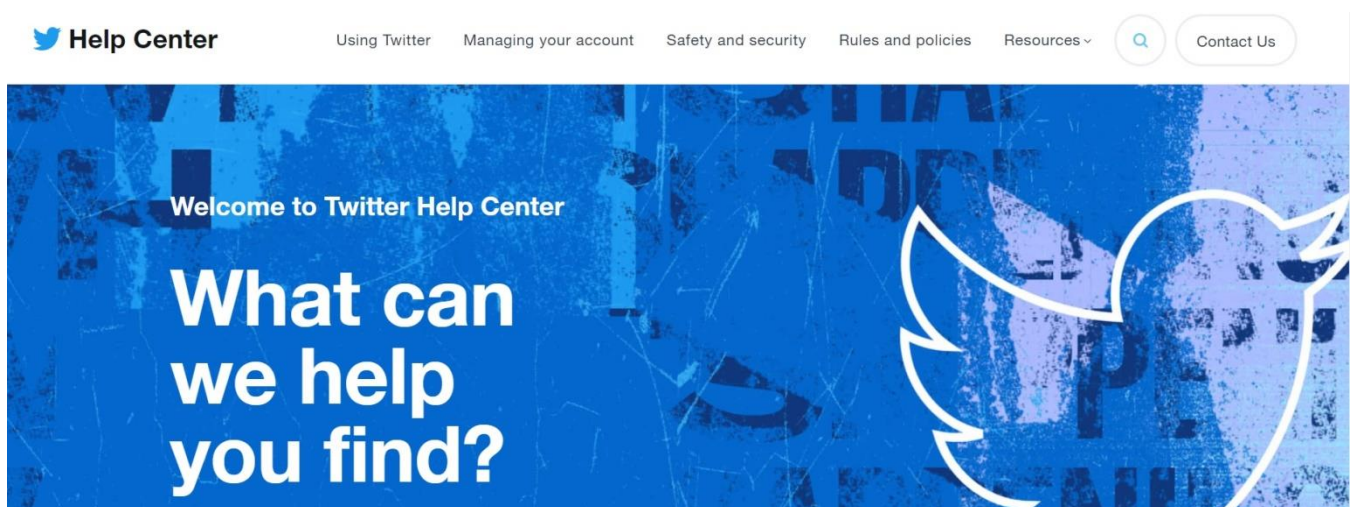 Help Center
Using Twitter Managing your account Safety and security Rules and policies Resources Contact Us
Welcome to Twitter Help Center
What can
we help
you find?